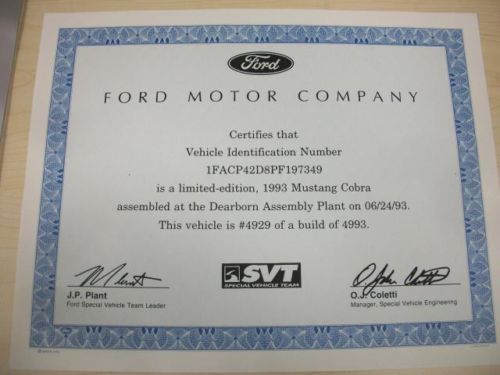 Ford
FORD MOTOR COMPANY
Certifies that
Vehicle Identification Number
1FACP42D8PF197349
is a limited-edition, 1993 Mustang Cobra
assembled at the Dearborn Assembly Plant on 06/24/93.
This vehicle is #4929 of a build of 4993.
SVT
SPECIAL VEHICLE TEAM
J.P. Plant
Ford Special Vehicle Team Leader
O.J. Coletti
Manager, Special Vehicle Engineering